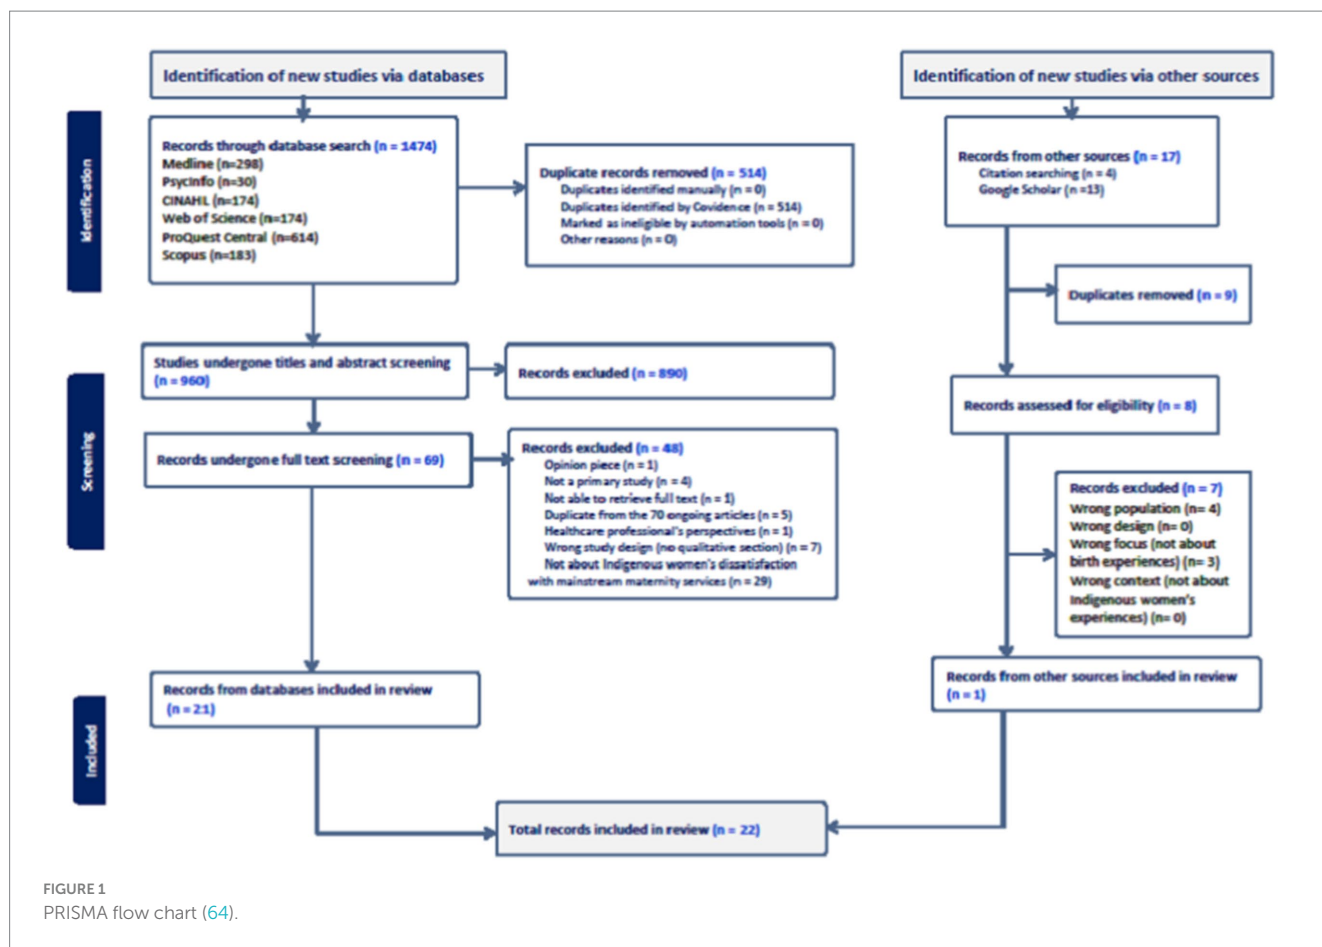 Identification of new studies via databases
Identification of new studies via other sources
Identification
Records through database search (n = 1474)
Medline (n=298)
PsycInfo (n=30)
CINAHL (n=174)
Web of Science (n=174)
ProQuest Central (n=614)
Scopus (n=183)
Duplicate records removed (n = 514)
Duplicates identified manually (n = 0)
Duplicates identified by Covidence (n = 514)
Marked as ineligible by automation tools (n = 0)
Other reasons (n = 0)
Records from other sources (n = 17)
Citation searching (n = 4)
Google Scholar (n =13)
Duplicates removed (n = 9)
Screening
Studies undergone titles and abstract screening
(n = 960)
Records excluded (n = 890)
Records assessed for eligibility (n = 8)
Records undergone full text screening (n = 69)
Records excluded (n = 48)
Opinion piece (n = 1)
Not a primary study (n = 4)
Not able to retrieve full text (n = 1)
Duplicate from the 70 ongoing articles (n = 5)
Healthcare professional's perspectives (n = 1)
Wrong study design (no qualitative section) (n = 7)
Not about Indigenous women's dissatisfaction
with mainstream maternity services (n = 29)
Records excluded (n = 7)
Wrong population (n= 4)
Wrong design (n= 0)
Wrong focus (not about
birth experiences) (n= 3)
Wrong context (not about
Indigenous women's
experiences) (n= 0)
Included
Records from databases included in review
(n = 21)
Records from other sources included in review
(n = 1)
Total records included in review (n = 22)
FIGURE 1
PRISMA flow chart (64).